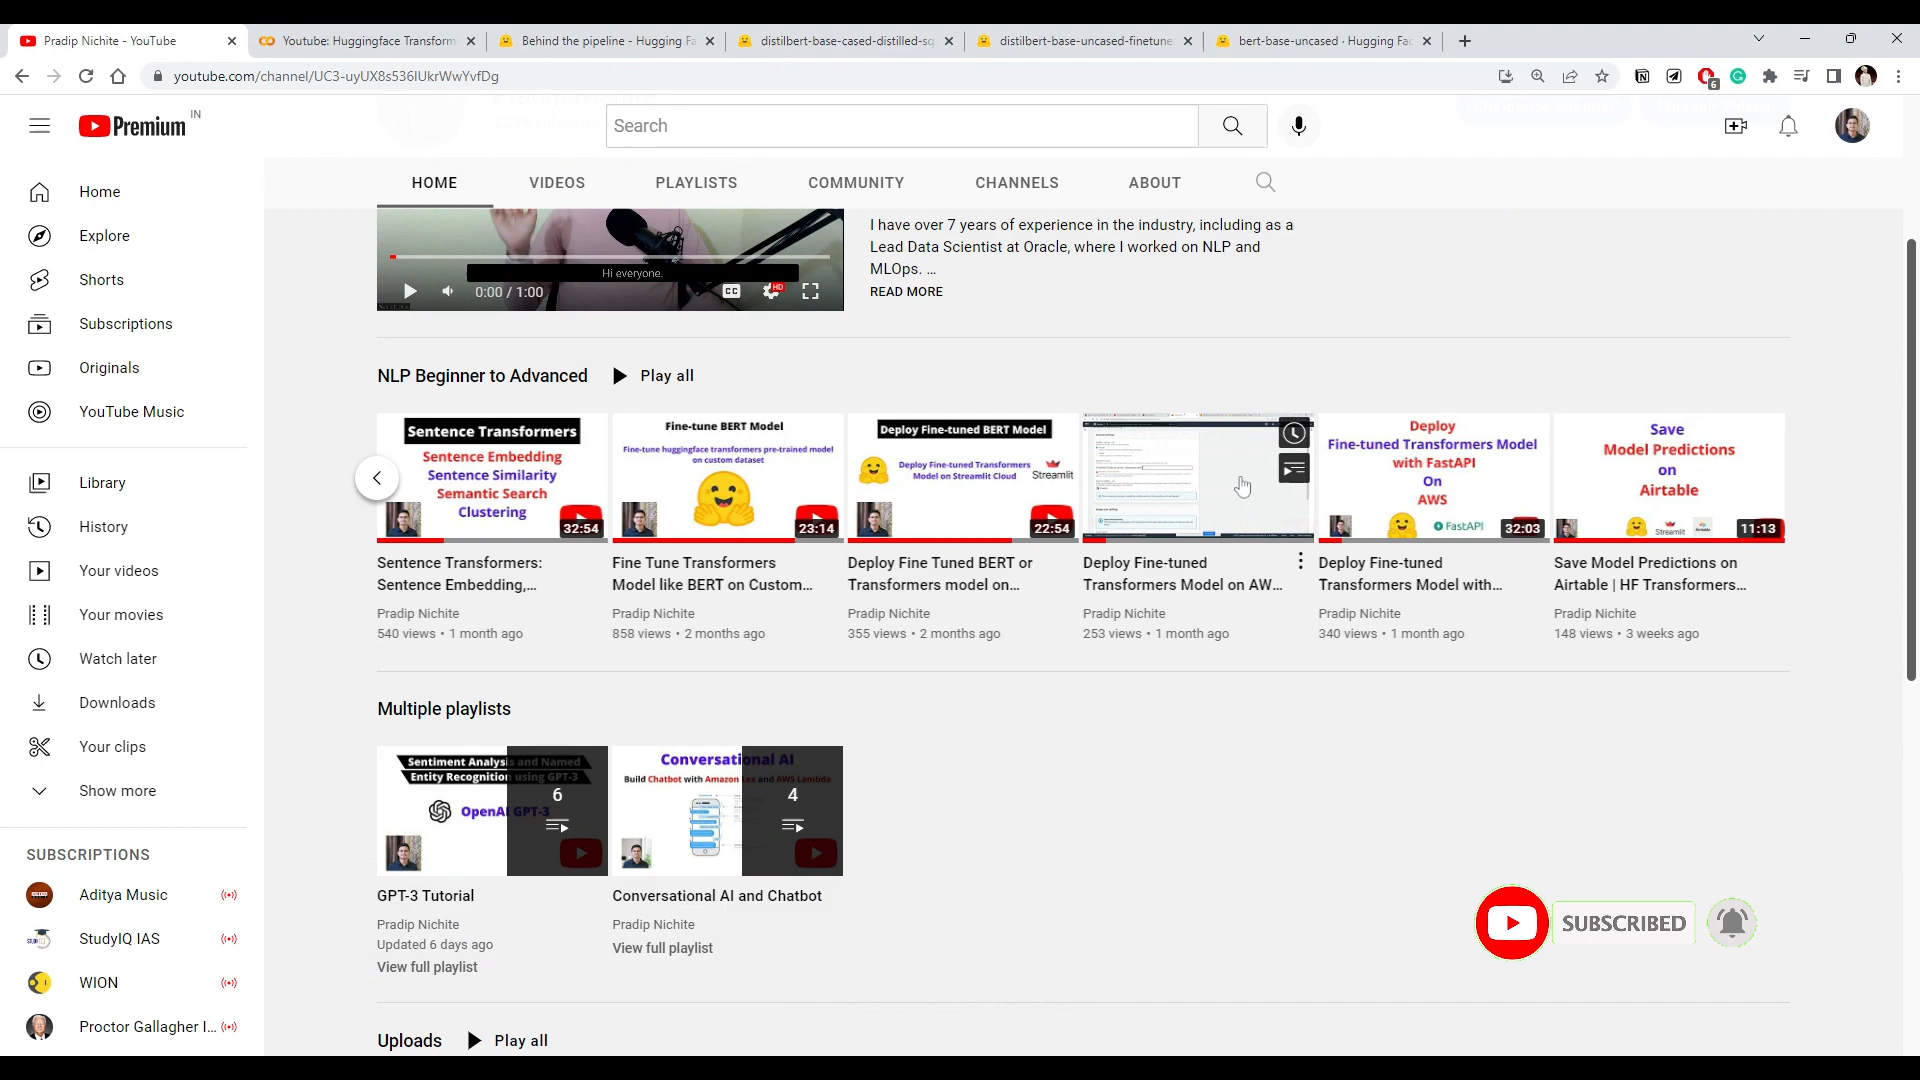 Pradip Nichite - YouTube
Youtube: Huggingface Transform
Behind the pipeline - Hugging Fa
distilbert-base-cased-distilled-sq
distilbert-base-uncased-finetune
bert-base-uncased · Hugging Fac
youtube.com/channel/UC3-uyUX8s536IUkrWwYvfDg
6
Premium IN
Search
HOME
VIDEOS
PLAYLISTS
COMMUNITY
CHANNELS
ABOUT
Home
Explore
Shorts
Subscriptions
Originals
YouTube Music
Library
History
Your videos
Your movies
Watch later
Downloads
Your clips
Show more
SUBSCRIPTIONS
Aditya Music
StudyIQ IAS
WION
Proctor Gallagher I...
Hi everyone.
0:00 / 1:00
CC
HD
I have over 7 years of experience in the industry, including as a
Lead Data Scientist at Oracle, where I worked on NLP and
MLOps. ...
READ MORE
NLP Beginner to Advanced
Play all
Sentence Transformers
Sentence Embedding
Sentence Similarity
Semantic Search
Clustering
32:54
Sentence Transformers:
Sentence Embedding,...
Pradip Nichite
540 views • 1 month ago
Fine-tune BERT Model
Fine-tune huggingface transformers pre-trained model
on custom dataset
23:14
Fine Tune Transformers
Model like BERT on Custom...
Pradip Nichite
858 views • 2 months ago
Deploy Fine-tuned BERT Model
Deploy Fine-tuned Transformers
Model on Streamlit Cloud
Streamlit
22:54
Deploy Fine Tuned BERT or
Transformers model on...
Pradip Nichite
355 views • 2 months ago
Deploy Fine-tuned
Transformers Model on AW...
Pradip Nichite
253 views • 1 month ago
Deploy
Fine-tuned Transformers Model
with FastAPI
On
AWS
FastAPI
32:03
Deploy Fine-tuned
Transformers Model with...
Pradip Nichite
340 views • 1 month ago
Save
Model Predictions
on
Airtable
Streamlit
11:13
Save Model Predictions on
Airtable | HF Transformers...
Pradip Nichite
148 views • 3 weeks ago
Multiple playlists
Sentiment Analysis and Named
Entity Recognition using GPT-3
OpenAI GPT-3
6
GPT-3 Tutorial
Pradip Nichite
Updated 6 days ago
View full playlist
Conversational AI
Build Chatbot with Amazon Lex and AWS Lambda
4
Conversational AI and Chatbot
Pradip Nichite
View full playlist
SUBSCRIBED
Uploads
Play all